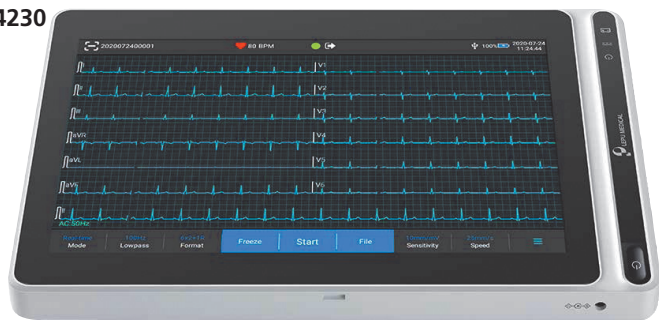 4230
2020072400001
80 BPM
100%
2020-07-24
11:24:44
I
V1
II
V2
III
V3
aVR
V4
aVL
V5
aVF
V6
II
AC 50Hz
Mode
Lowpass
Format
Freeze
Start
File
Sensitivity
Speed
LEPU MEDICAL